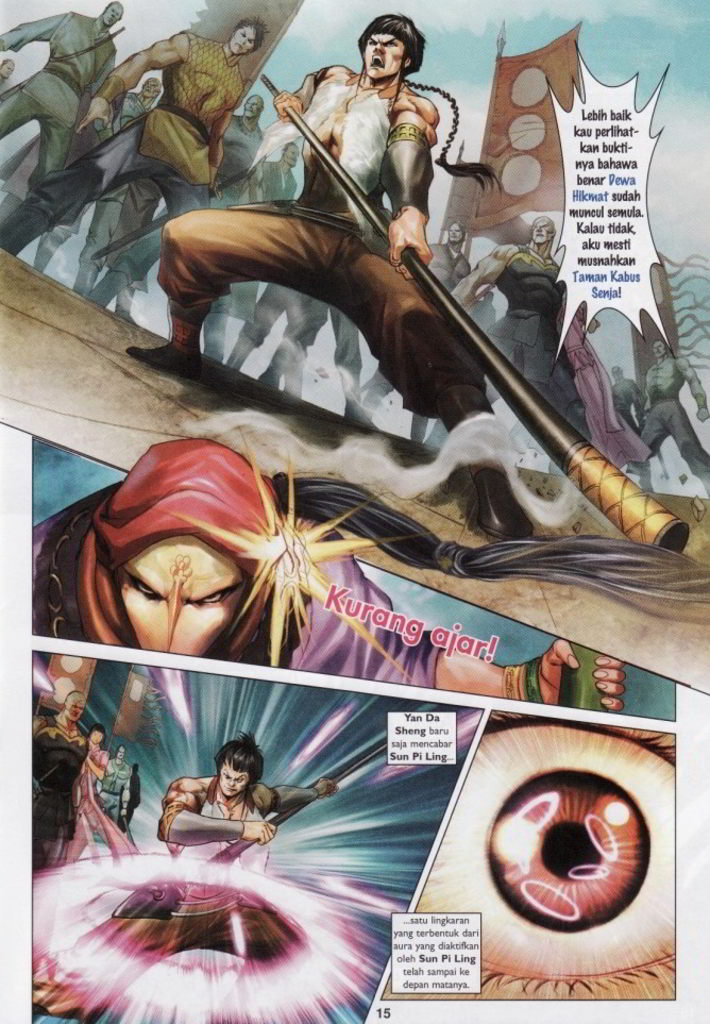 Lebih baik
kau perlihat-
kan bukti-
nya bahawa
benar Dewa
Hikmat sudah
muncul semula.
Kalau tidak,
aku mesti
musnahkan
Taman Kabus
Senja!
Kurang ajar!
Yan Da
Sheng baru
saja mencabar
Sun Pi Ling...
...satu lingkaran
yang terbentuk dari
aura yang diaktifkan
oleh Sun Pi Ling
telah sampai ke
depan matanya.
15